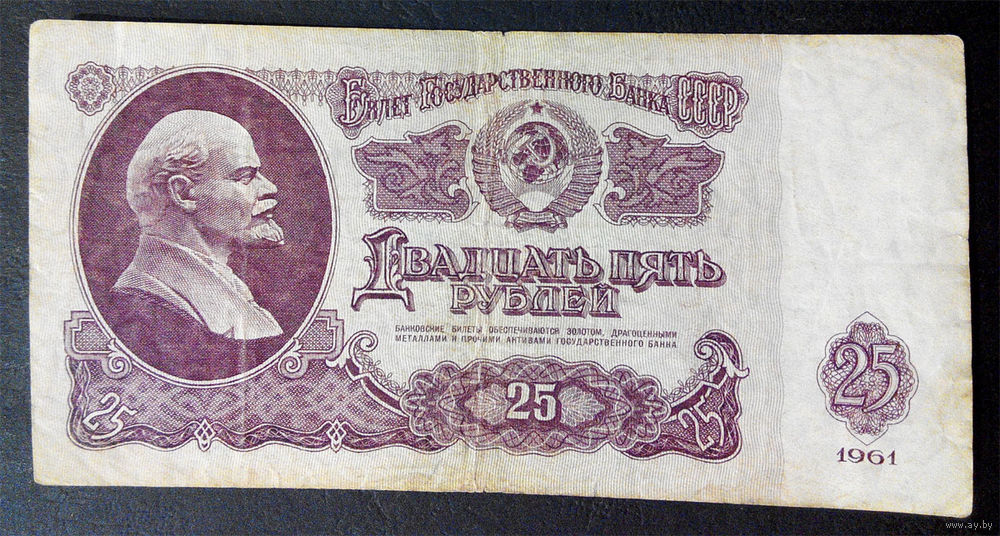 Билет Государственного Банка СССР
Двадцать пять
рублей
БАНКОВСКИЕ БИЛЕТЫ ОБЕСПЕЧИВАЮТСЯ ЗОЛОТОМ, ДРАГОЦЕННЫМИ
МЕТАЛЛАМИ И ПРОЧИМИ АКТИВАМИ ГОСУДАРСТВЕННОГО БАНКА
25
25
25
25
1961
www.ay.by